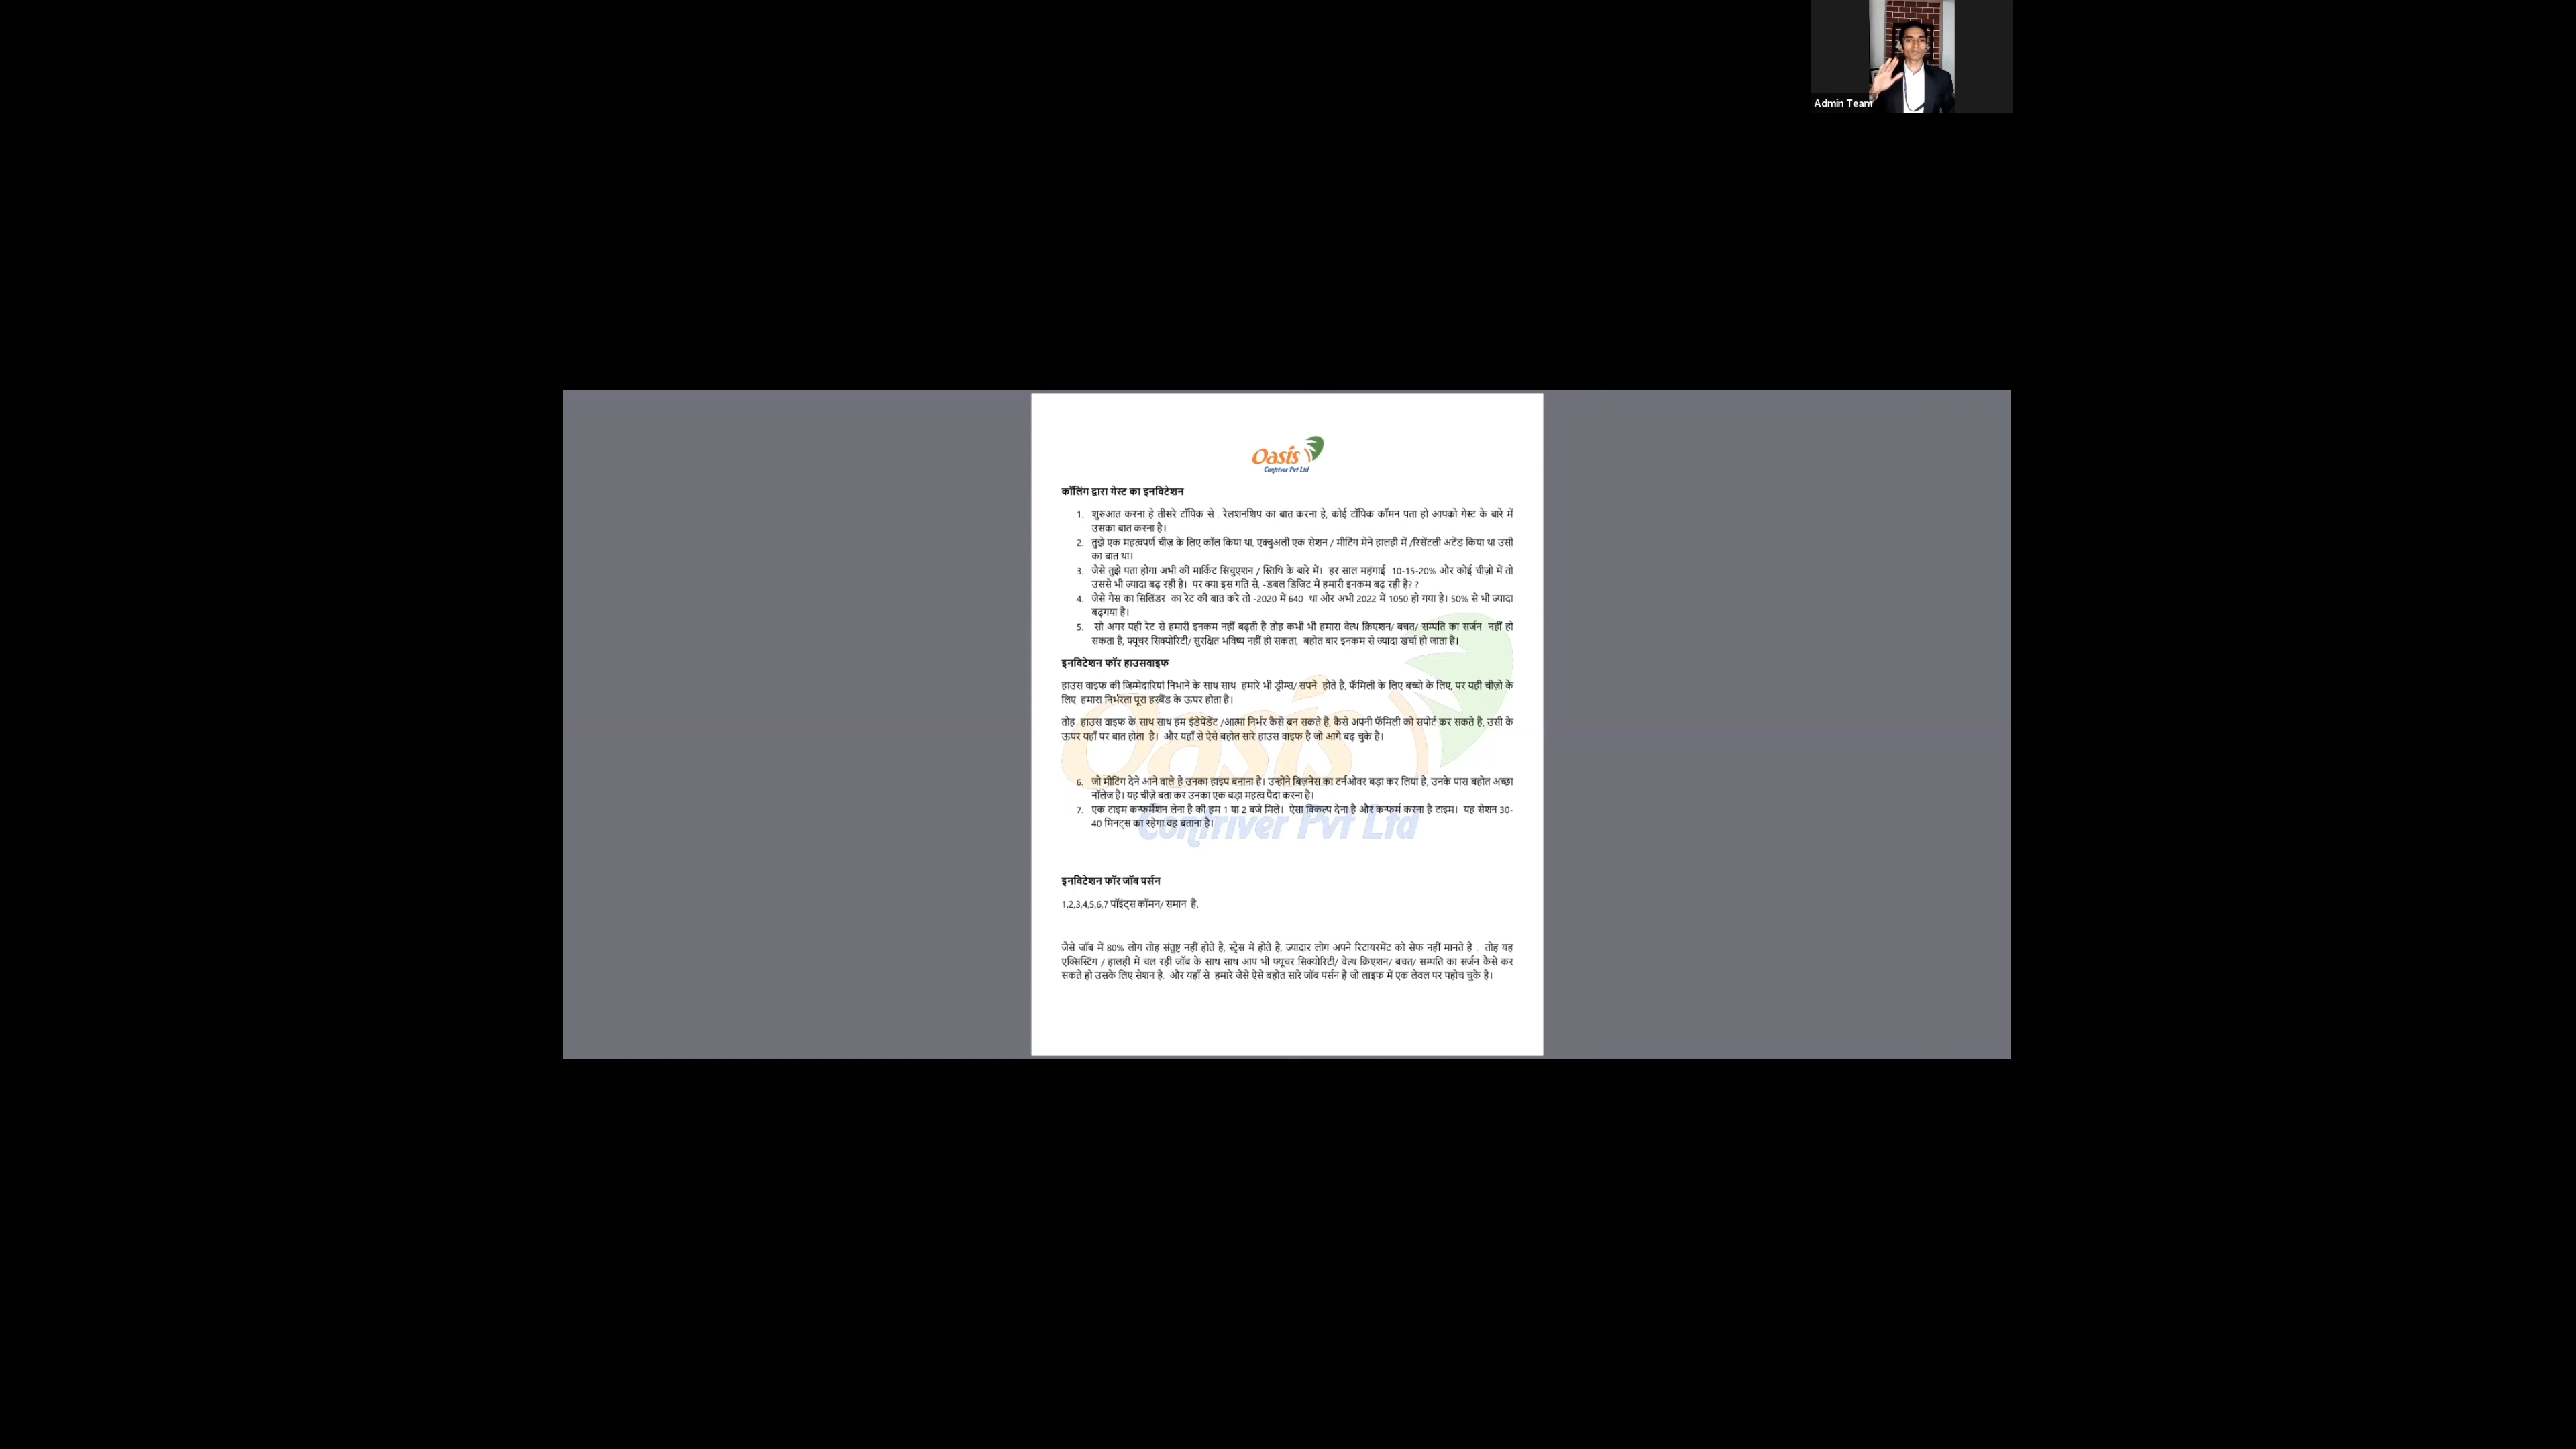 Admin Team
Oasis
Contriver Pvt Ltd
कॉलिंग द्वारा गेस्ट का इनविटेशन
1. शुरुआत करना हे तीसरे टॉपिक से , रेलशनशिप का बात करना हे, कोई टॉपिक कॉमन पता हो आपको गेस्ट के बारे में
उसका बात करना है।
2. तुझे एक महत्वपर्ण चीज़ के लिए कॉल किया था, एक्चुअली एक सेशन / मीटिंग मेने हालही में /रिसेंटली अटेंड किया था उसी
का बात था।
3. जैसे तुझे पता होगा अभी की मार्किट सिचुएशन / स्तिथि के बारे में। हर साल महंगाई 10-15-20% और कोई चीज़ो में तो
उससे भी ज्यादा बढ़ रही है। पर क्या इस गति से, -डबल डिजिट में हमारी इनकम बढ़ रही है? ?
4. जैसे गैस का सिलिंडर का रेट की बात करे तो -2020 में 640 था और अभी 2022 में 1050 हो गया है। 50% से भी ज्यादा
बढ़गया है।
5. सो अगर यही रेट से हमारी इनकम नहीं बढ़ती है तोह कभी भी हमारा वेल्थ क्रिएशन/ बचत/ सम्पति का सर्जन नहीं हो
सकता है, फ्यूचर सिक्योरिटी/ सुरक्षित भविष्य नहीं हो सकता, बहोत बार इनकम से ज्यादा खर्चा हो जाता है।
इनविटेशन फॉर हाउसवाइफ
हाउस वाइफ की जिम्मेदारियां निभाने के साथ साथ हमारे भी ड्रीम्स/ सपने होते है, फॅमिली के लिए बच्चो के लिए, पर यही चीज़ो के
लिए हमारा निर्भरता पूरा हस्बैंड के ऊपर होता है।
तोह हाउस वाइफ के साथ साथ हम इंडेपेंडेंट /आत्मा निर्भर कैसे बन सकते है, कैसे अपनी फॅमिली को सपोर्ट कर सकते है, उसी के
ऊपर यहाँ पर बात होता है। और यहाँ से ऐसे बहोत सारे हाउस वाइफ है जो आगे बढ़ चुके है।
6. जो मीटिंग देने आने वाले है उनका हाइप बनाना है। उन्होंने बिज़नेस का टर्नओवर बड़ा कर लिया है, उनके पास बहोत अच्छा
नॉलेज है। यह चीज़े बता कर उनका एक बड़ा महत्व पैदा करना है।
7. एक टाइम कन्फर्मेशन लेना है की हम 1 या 2 बजे मिले। ऐसा विकल्प देना है और कन्फर्म करना है टाइम। यह सेशन 30-
40 मिनट्स का रहेगा वह बताना है।
इनविटेशन फॉर जॉब पर्सन
1,2,3,4,5,6,7 पॉइंट्स कॉमन/ समान है.
जैसे जॉब में 80% लोग तोह संतुष्ट नहीं होते है, स्ट्रेस में होते है, ज्यादार लोग अपने रिटायरमेंट को सेफ नहीं मानते है . तोह यह
एक्सिस्टिंग / हालही में चल रही जॉब के साथ साथ आप भी फ्यूचर सिक्योरिटी/ वेल्थ क्रिएशन/ बचत/ सम्पति का सर्जन कैसे कर
सकते हो उसके लिए सेशन है. और यहाँ से हमारे जैसे ऐसे बहोत सारे जॉब पर्सन है जो लाइफ में एक लेवल पर पहोच चुके है।